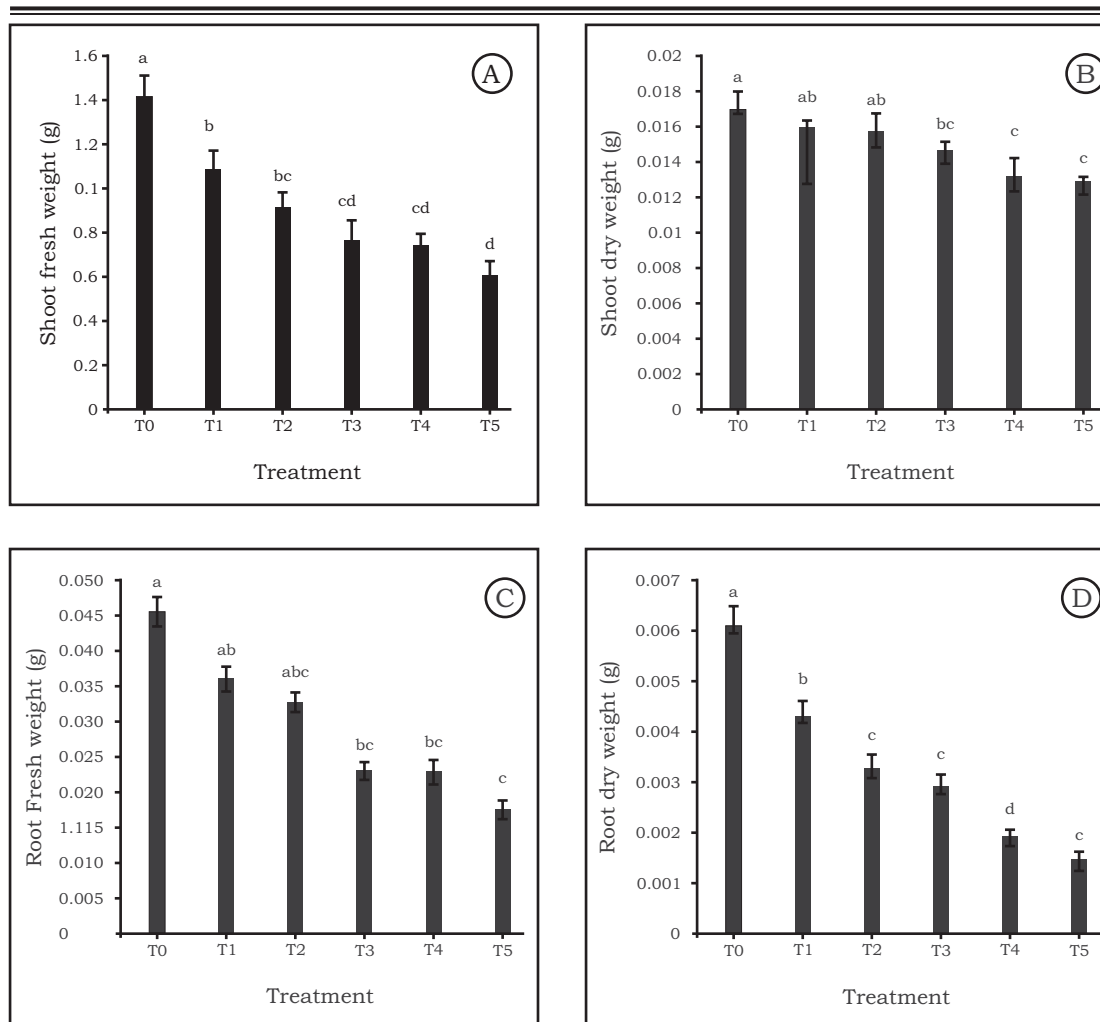 A
Shoot fresh weight (g)
1.6
1.4
1.2
0.1
0.8
0.6
0.4
0.2
0
a
b
bc
cd
cd
d
T0 T1 T2 T3 T4 T5
Treatment
B
Shoot dry weight (g)
0.02
0.018
0.016
0.014
0.012
0.01
0.008
0.006
0.004
0.002
0
a
ab
ab
bc
c
c
T0 T1 T2 T3 T4 T5
Treatment
C
Root Fresh weight (g)
0.050
0.045
0.040
0.035
0.030
0.025
0.020
1.115
0.010
0.005
0
a
ab
abc
bc
bc
c
T0 T1 T2 T3 T4 T5
Treatment
D
Root dry weight (g)
0.007
0.006
0.005
0.004
0.003
0.002
0.001
0
a
b
c
c
d
c
T0 T1 T2 T3 T4 T5
Treatment